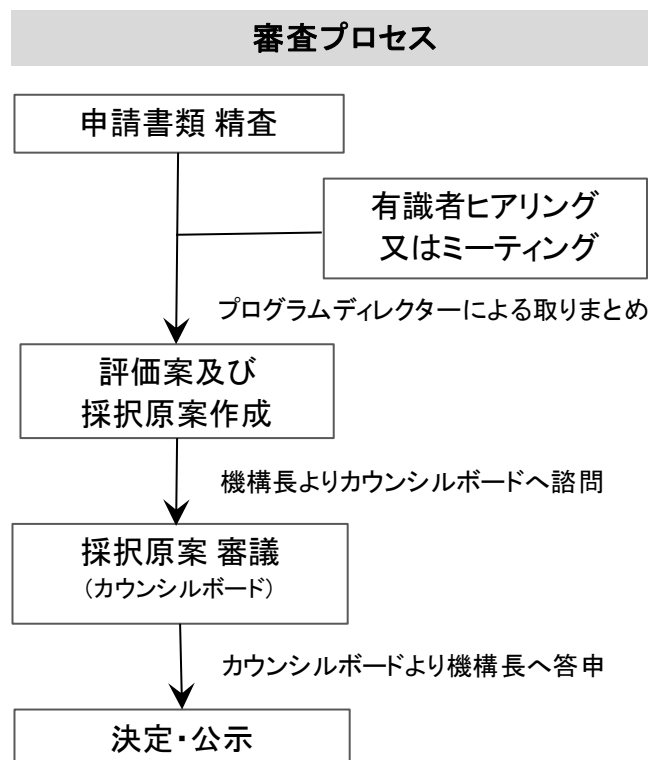 審査プロセス
申請書類 精査
有識者ヒアリング
又はミーティング
プログラムディレクターによる取りまとめ
評価案及び
採択原案作成
機構長よりカウンシルボードへ諮問
採択原案 審議
(カウンシルボード)
カウンシルボードより機構長へ答申
決定・公示